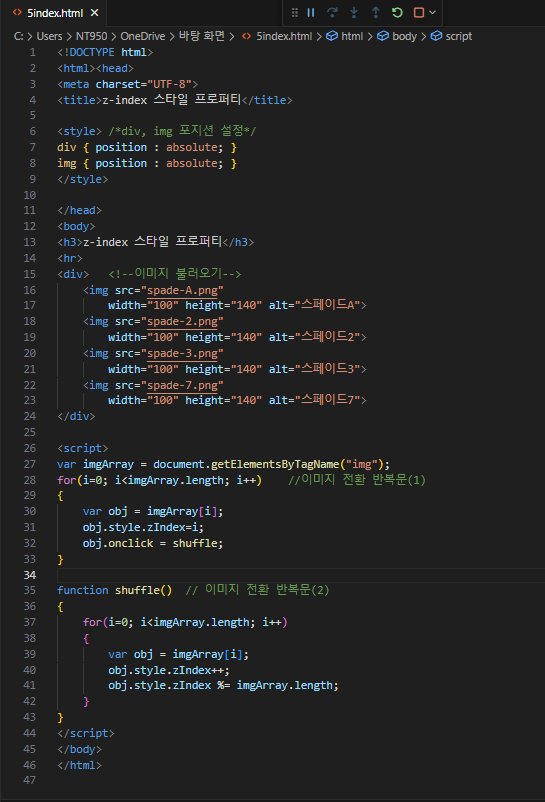 5index.html
C: > Users > NT950 > OneDrive > 바탕 화면 > 5index.html > html > body > script
1 <!DOCTYPE html>
2 <html><head>
3 <meta charset="UTF-8">
4 <title>z-index 스타일 프로퍼티</title>
5
6 <style> /*div, img 포지션 설정*/
7 div { position : absolute; }
8 img { position : absolute; }
9 </style>
10
11 </head>
12 <body>
13 <h3>z-index 스타일 프로퍼티</h3>
14 <hr>
15 <div>   <!--이미지 불러오기-->
16     <img src="spade-A.png"
17         width="100" height="140" alt="스페이드A">
18     <img src="spade-2.png"
19         width="100" height="140" alt="스페이드2">
20     <img src="spade-3.png"
21         width="100" height="140" alt="스페이드3">
22     <img src="spade-7.png"
23         width="100" height="140" alt="스페이드7">
24 </div>
25
26 <script>
27 var imgArray = document.getElementsByTagName("img");
28 for(i=0; i<imgArray.length; i++)    //이미지 전환 반복문(1)
29 {
30     var obj = imgArray[i];
31     obj.style.zIndex=i;
32     obj.onclick = shuffle;
33 }
34
35 function shuffle()  // 이미지 전환 반복문(2)
36 {
37     for(i=0; i<imgArray.length; i++)
38     {
39         var obj = imgArray[i];
40         obj.style.zIndex++;
41         obj.style.zIndex %= imgArray.length;
42     }
43 }
44 </script>
45 </body>
46 </html>
47